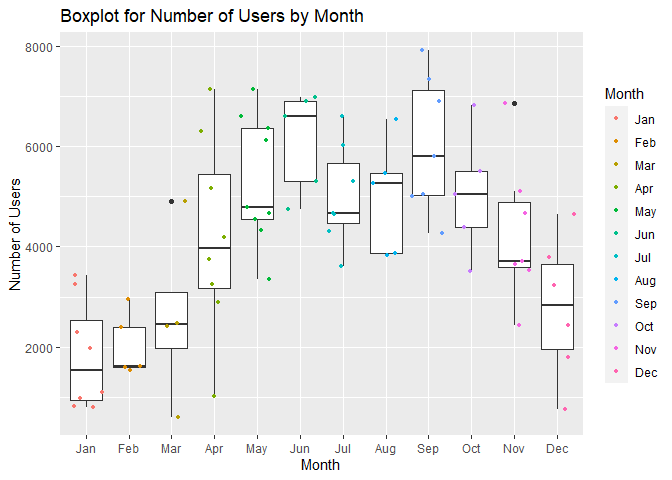 Boxplot for Number of Users by Month
8000
6000
4000
2000
Number of Users
Jan Feb Mar Apr May Jun Jul Aug Sep Oct Nov Dec
Month
Month
Jan
Feb
Mar
Apr
May
Jun
Jul
Aug
Sep
Oct
Nov
Dec